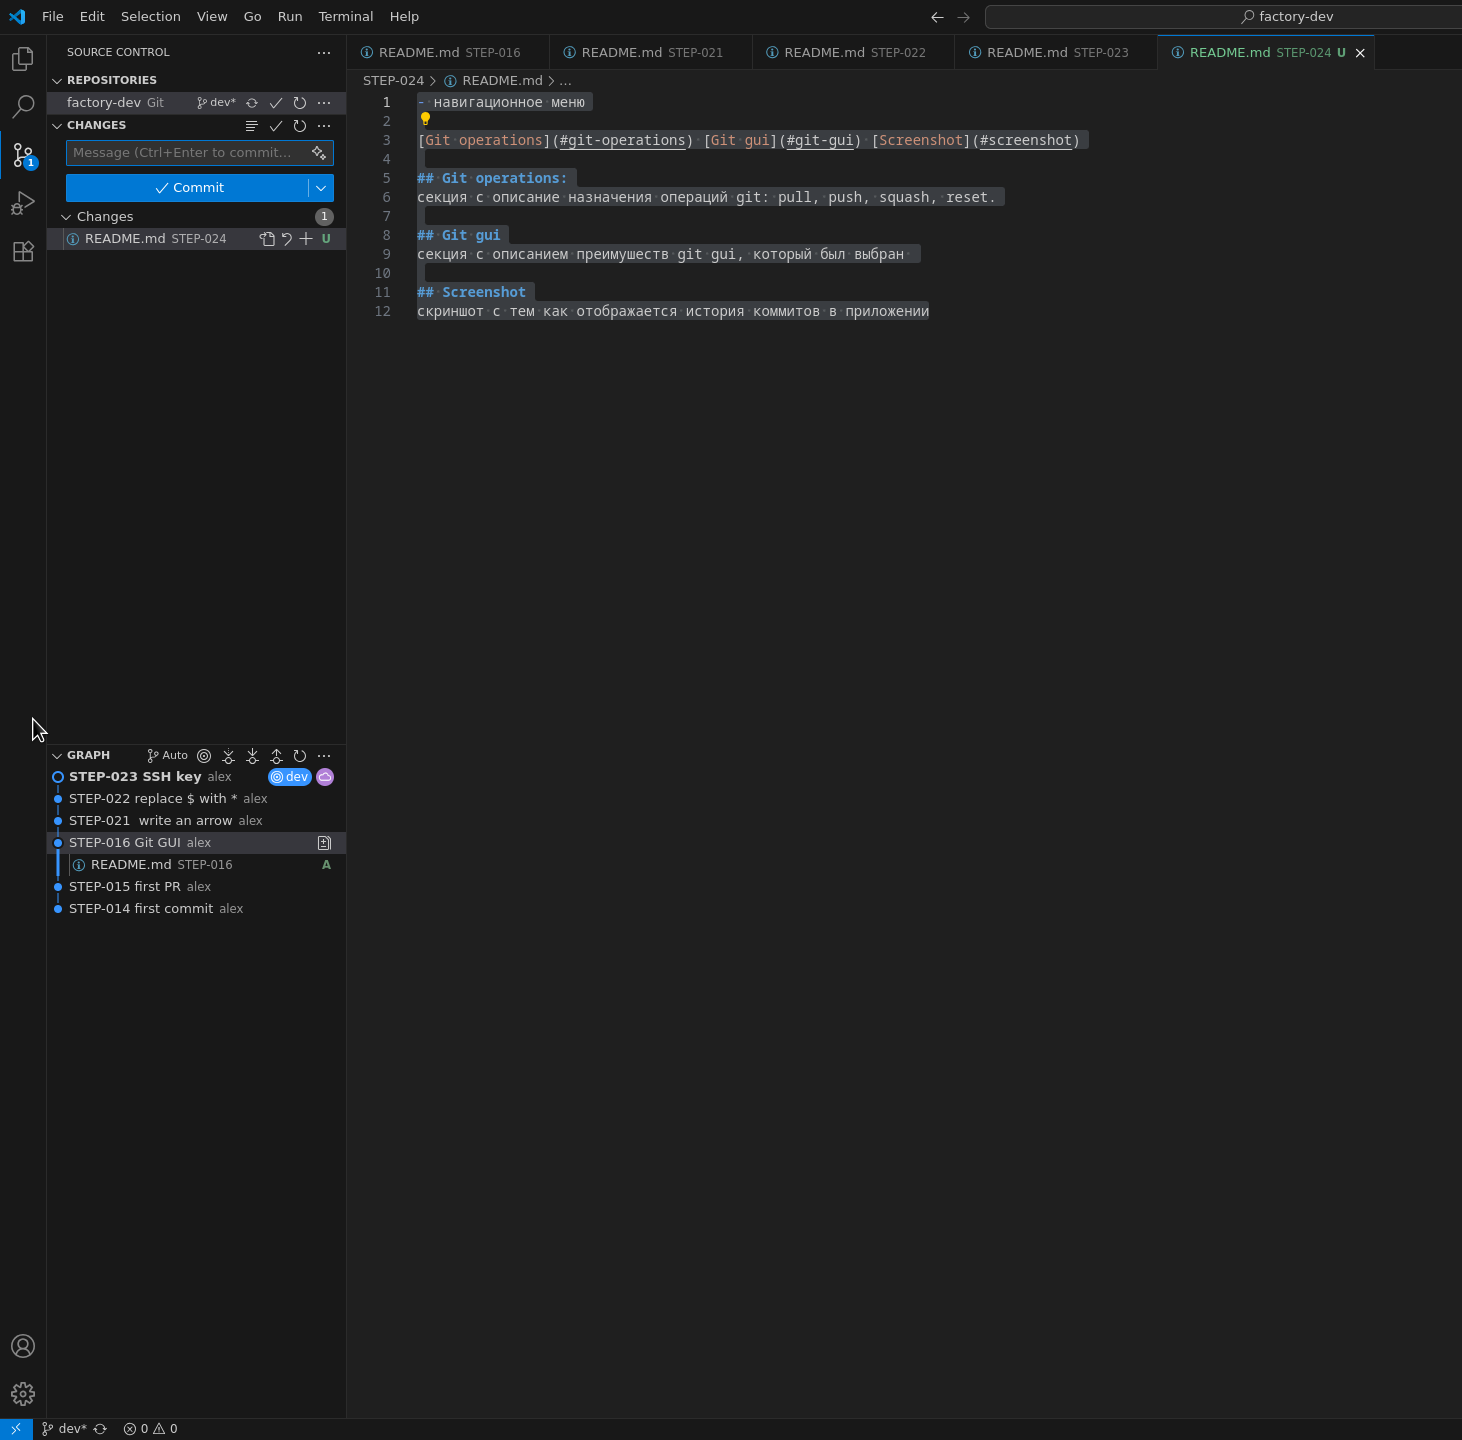 File Edit Selection View Go Run Terminal Help
factory-dev
SOURCE CONTROL
README.md STEP-016
README.md STEP-021
README.md STEP-022
README.md STEP-023
README.md STEP-024 U
REPOSITORIES
factory-dev Git dev*
CHANGES
Message (Ctrl+Enter to commit...
Commit
Changes 1
README.md STEP-024 U
1
STEP-024 > README.md > ...
1 - навигационное меню
2
3 [Git operations](#git-operations) [Git gui](#git-gui) [Screenshot](#screenshot)
4
5 ## Git operations:
6 секция с описание назначения операций git: pull, push, squash, reset.
7
8 ## Git gui
9 секция с описанием преимушеств git gui, который был выбран
10
11 ## Screenshot
12 скриншот с тем как отображается история коммитов в приложении
GRAPH Auto
STEP-023 SSH key alex dev
STEP-022 replace $ with * alex
STEP-021  write an arrow alex
STEP-016 Git GUI alex
README.md STEP-016 A
STEP-015 first PR alex
STEP-014 first commit alex
dev* 0 0